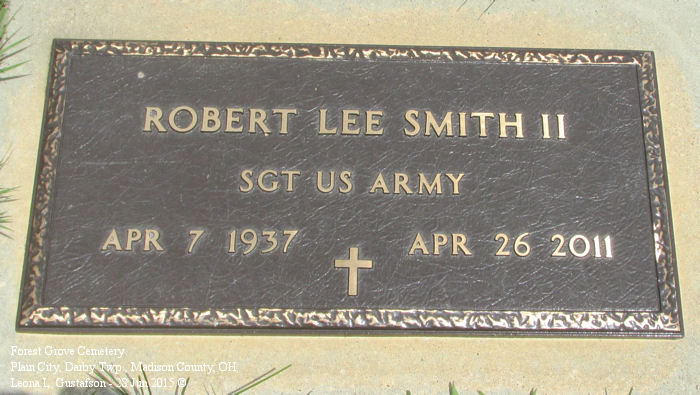 ROBERT LEE SMITH II
SGT US ARMY
APR 7 1937 APR 26 2011
Forest Grove Cemetery
Plain City, Darby Twp., Madison County, OH
Leona L. Gustafson - 23 Jun 2015 ©